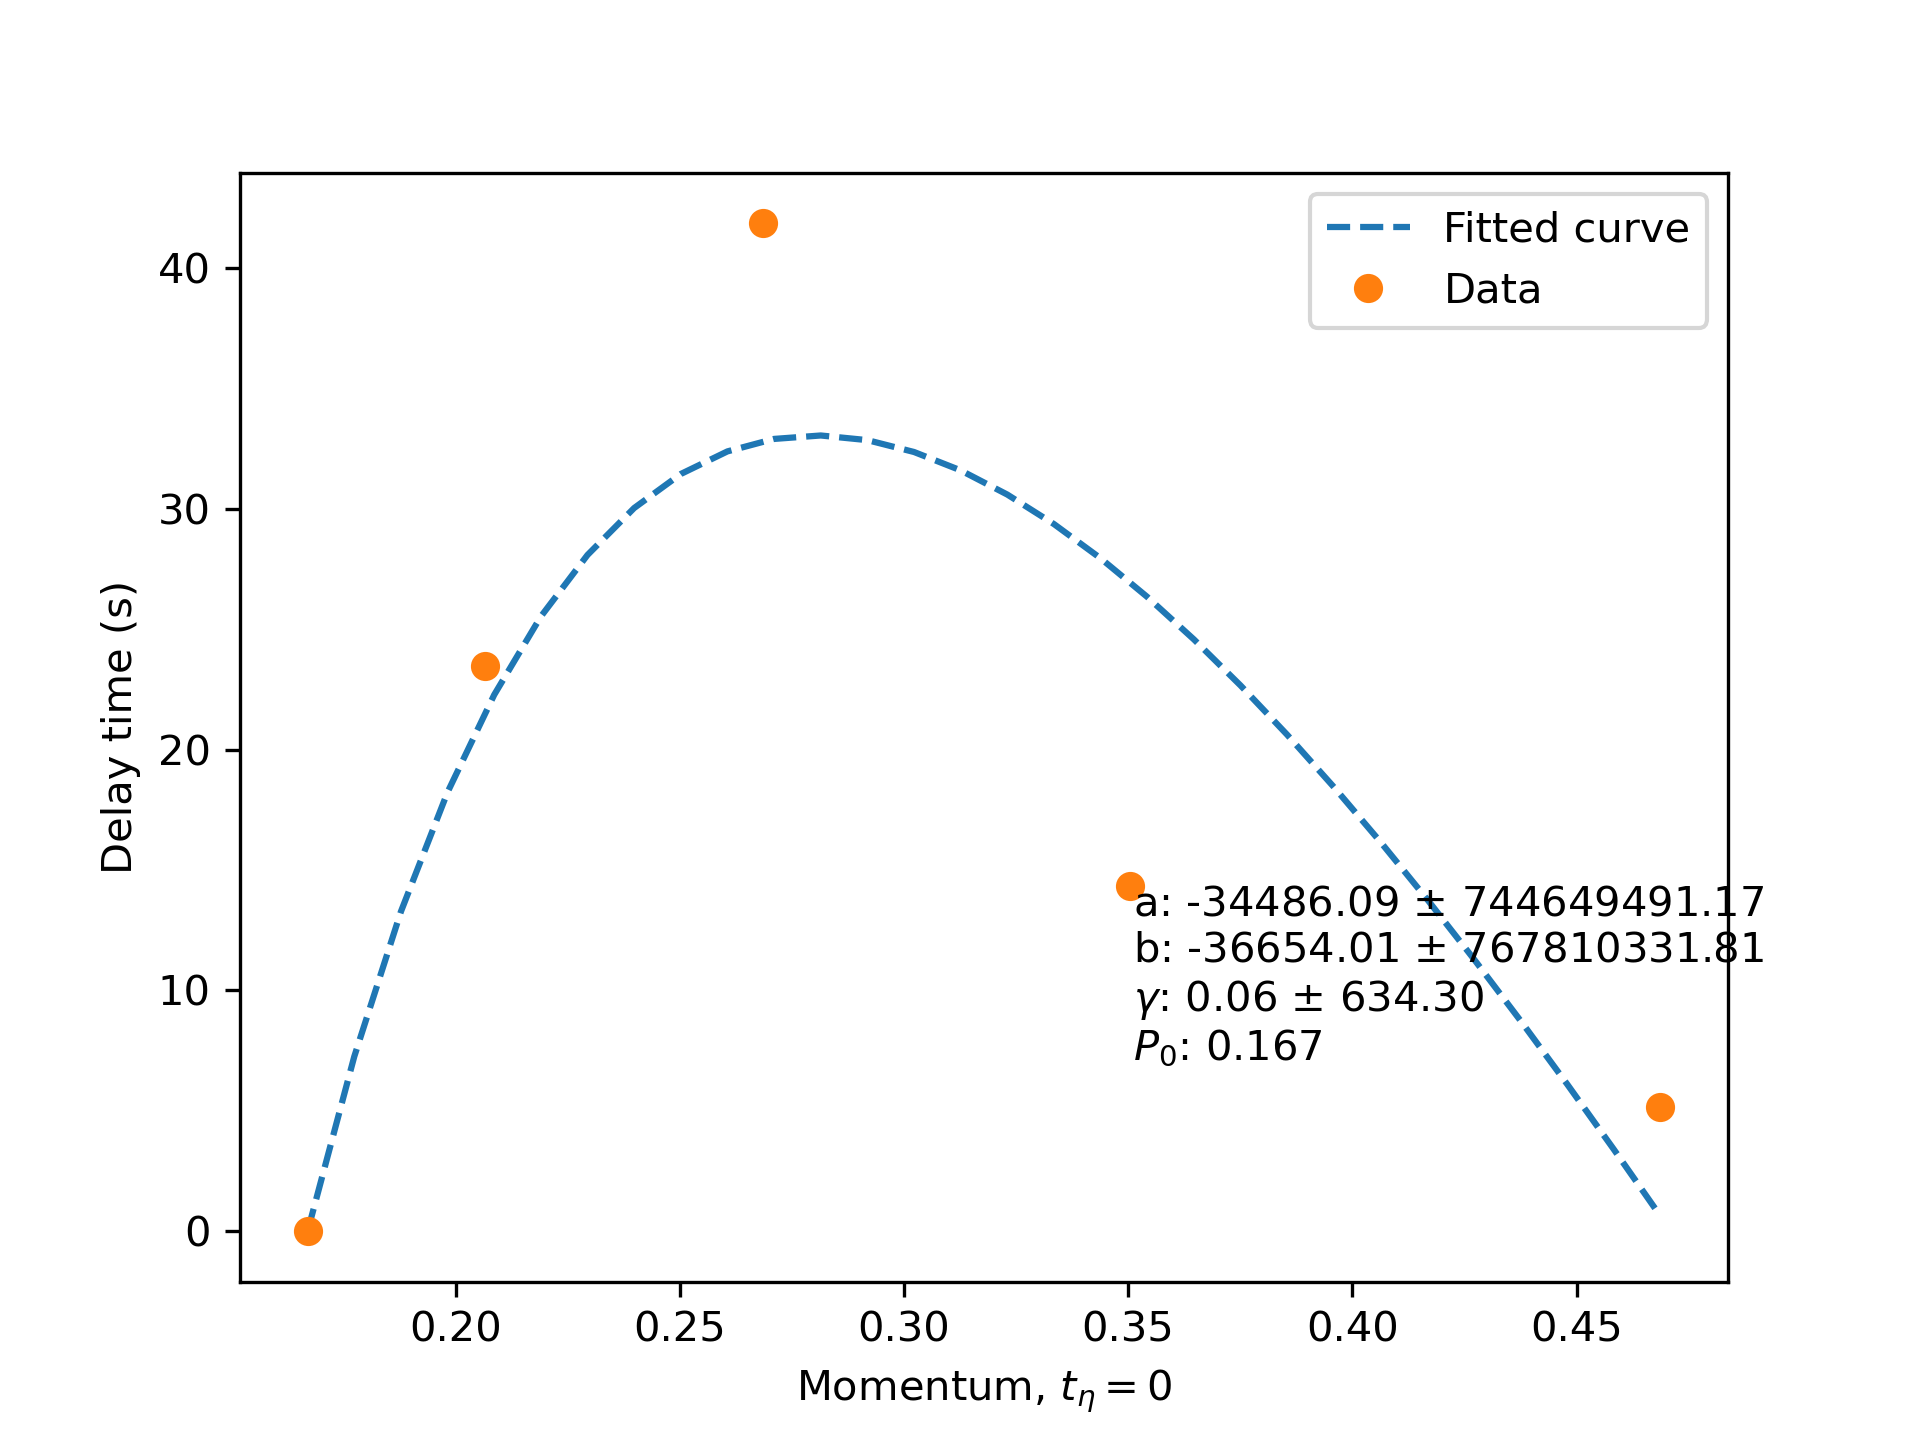 Fitted curve
Data
40
30
20
10
0
Delay time (s)
a: -34486.09 ± 744649491.17
b: -36654.01 ± 767810331.81
γ: 0.06 ± 634.30
P₀: 0.167
0.20 0.25 0.30 0.35 0.40 0.45
Momentum, tη = 0